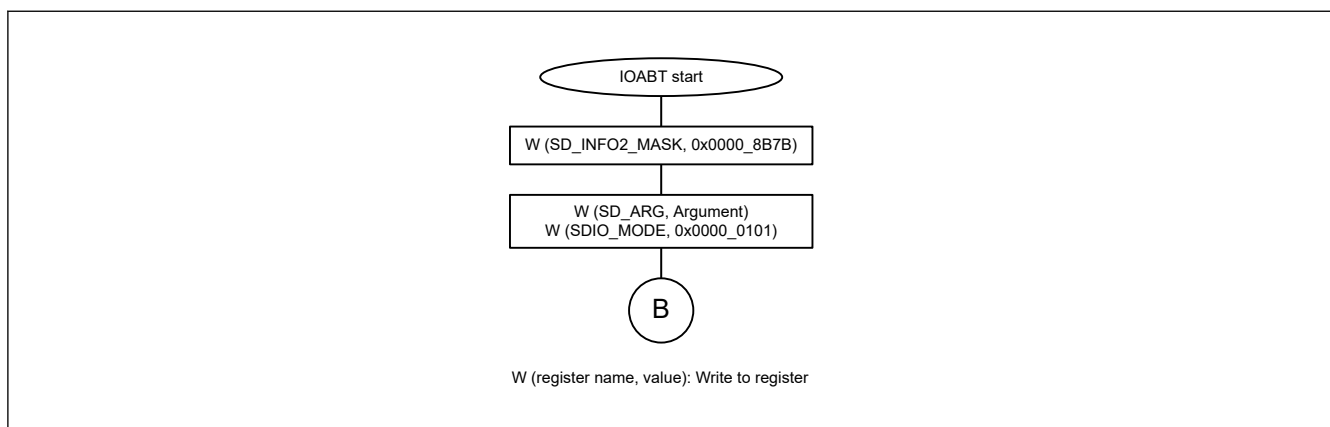 IOABT start
W (SD_INFO2_MASK, 0x0000_8B7B)
W (SD_ARG, Argument)
W (SDIO_MODE, 0x0000_0101)
B
W (register name, value): Write to register